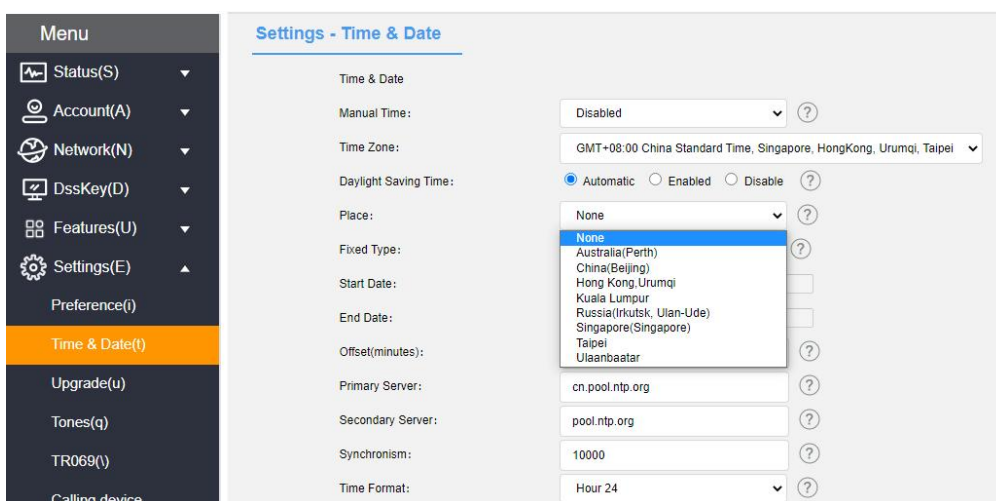 Menu
Status(S)
Account(A)
Network(N)
DssKey(D)
Features(U)
Settings(E)
Preference(i)
Time & Date(t)
Upgrade(u)
Tones(q)
TR069(\)
Calling device
Settings - Time & Date
Time & Date
Manual Time: Disabled ?
Time Zone: GMT+08:00 China Standard Time, Singapore, HongKong, Urumqi, Taipei
Daylight Saving Time: Automatic Enabled Disable ?
Place: None ?
None
Australia(Perth)
China(Beijing)
Hong Kong,Urumqi
Kuala Lumpur
Russia(Irkutsk, Ulan-Ude)
Singapore(Singapore)
Taipei
Ulaanbaatar
Fixed Type: ?
Start Date:
End Date:
Offset(minutes): ?
Primary Server: cn.pool.ntp.org ?
Secondary Server: pool.ntp.org ?
Synchronism: 10000 ?
Time Format: Hour 24 ?